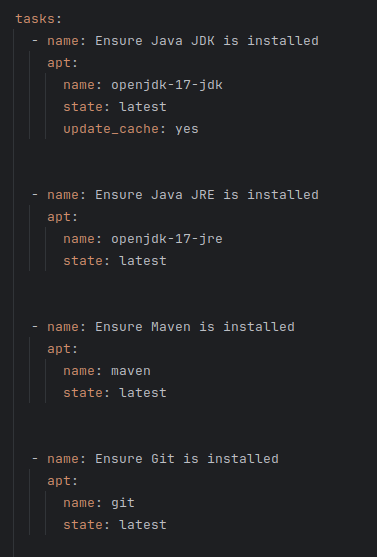 tasks:
  - name: Ensure Java JDK is installed
    apt:
      name: openjdk-17-jdk
      state: latest
      update_cache: yes
  - name: Ensure Java JRE is installed
    apt:
      name: openjdk-17-jre
      state: latest
  - name: Ensure Maven is installed
    apt:
      name: maven
      state: latest
  - name: Ensure Git is installed
    apt:
      name: git
      state: latest